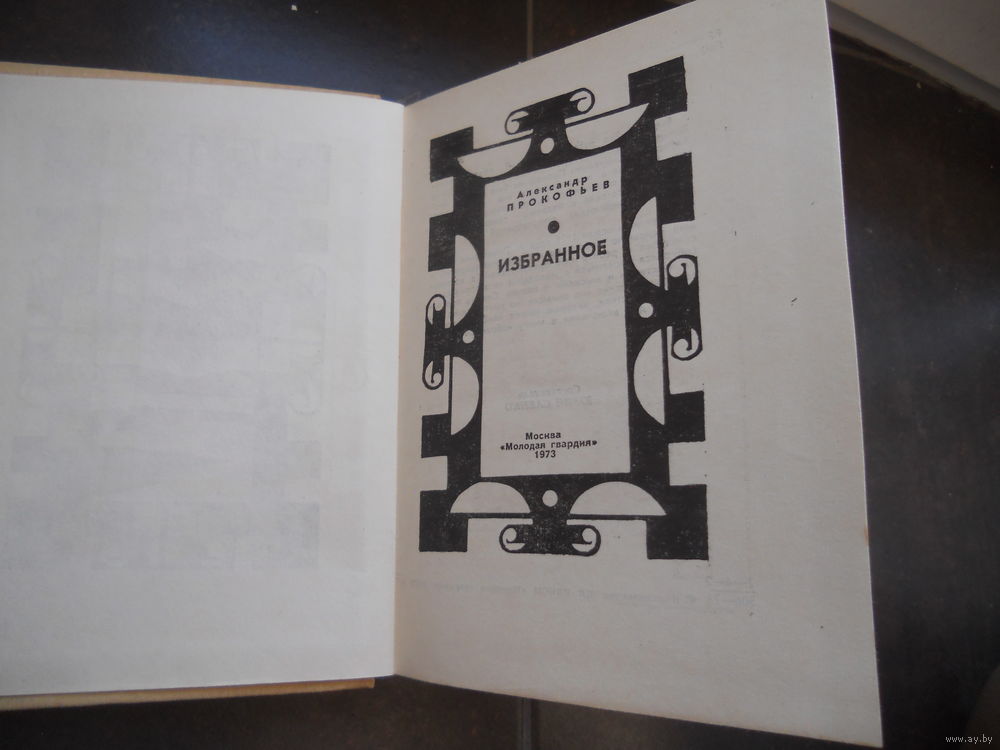 Александр
ПРОКОФЬЕВ
ИЗБРАННОЕ
Москва
«Молодая гвардия»
1973
www.ay.by